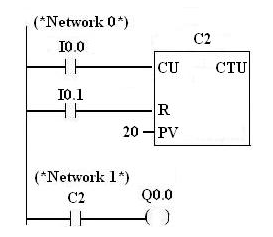 (*Network 0*)
I0.0
C2
CU CTU
I0.1
R
20 PV
(*Network 1*)
C2 Q0.0